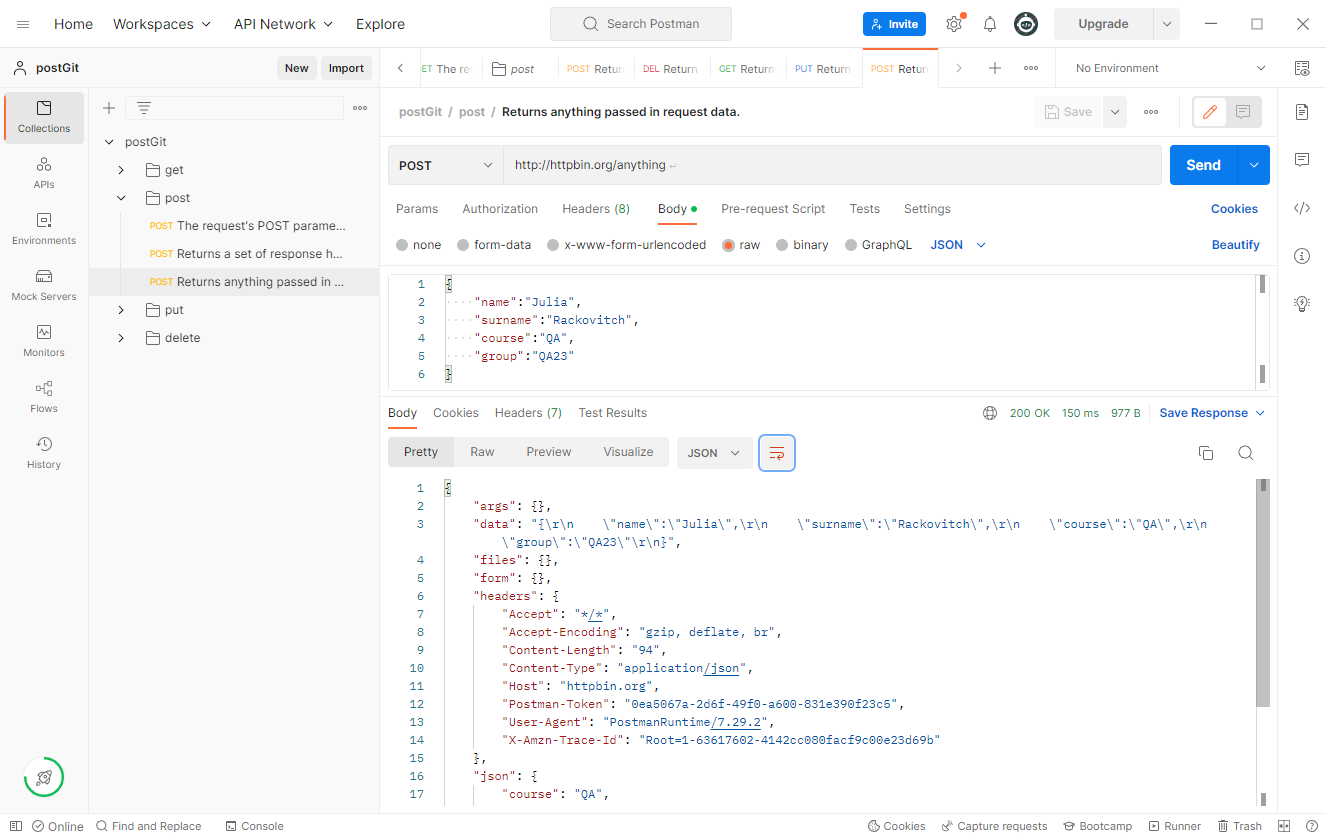 Home Workspaces API Network Explore Search Postman Invite Upgrade
postGit New Import ET The re post POST Retur DEL Return GET Return PUT Return POST Retur No Environment
Collections
APIs
Environments
Mock Servers
Monitors
Flows
History
postGit
get
post
POST The request's POST parame...
POST Returns a set of response h...
POST Returns anything passed in ...
put
delete
postGit / post / Returns anything passed in request data. Save
POST http://httpbin.org/anything Send
Params Authorization Headers (8) Body Pre-request Script Tests Settings Cookies
none form-data x-www-form-urlencoded raw binary GraphQL JSON Beautify
1 {
2 "name":"Julia",
3 "surname":"Rackovitch",
4 "course":"QA",
5 "group":"QA23"
6 }
Body Cookies Headers (7) Test Results 200 OK 150 ms 977 B Save Response
Pretty Raw Preview Visualize JSON
1 {
2 "args": {},
3 "data": "{\r\n    \"name\":\"Julia\",\r\n    \"surname\":\"Rackovitch\",\r\n    \"course\":\"QA\",\r\n
\"group\":\"QA23\"\r\n}",
4 "files": {},
5 "form": {},
6 "headers": {
7 "Accept": "*/*",
8 "Accept-Encoding": "gzip, deflate, br",
9 "Content-Length": "94",
10 "Content-Type": "application/json",
11 "Host": "httpbin.org",
12 "Postman-Token": "0ea5067a-2d6f-49f0-a600-831e390f23c5",
13 "User-Agent": "PostmanRuntime/7.29.2",
14 "X-Amzn-Trace-Id": "Root=1-63617602-4142cc080facf9c00e23d69b"
15 },
16 "json": {
17 "course": "QA",
Online Find and Replace Console Cookies Capture requests Bootcamp Runner Trash